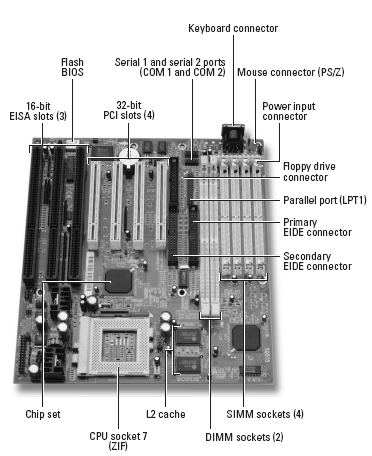 Keyboard connector
Flash
BIOS
Serial 1 and serial 2 ports
(COM 1 and COM 2)
Mouse connector (PS/Z)
16-bit
EISA slots (3)
32-bit
PCI slots (4)
Power input
connector
Floppy drive
connector
Parallel port (LPT1)
Primary
EIDE connector
Secondary
EIDE connector
Chip set
CPU socket 7
(ZIF)
L2 cache
DIMM sockets (2)
SIMM sockets (4)